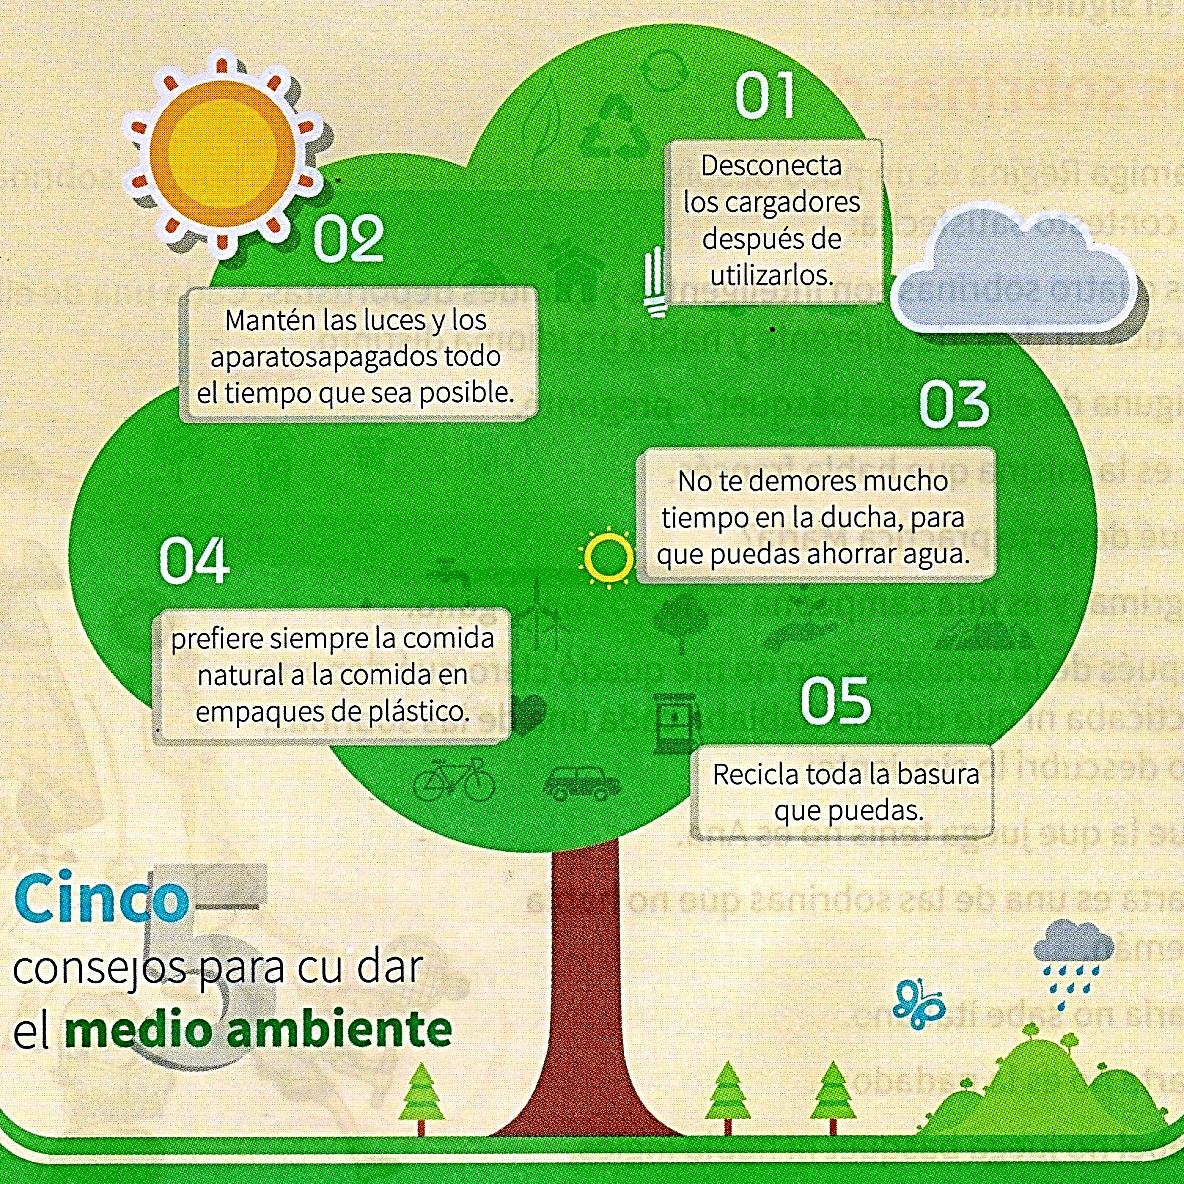 01
Desconecta
los cargadores
después de
utilizarlos.
02
Mantén las luces y los
aparatosapagados todo
el tiempo que sea posible.
03
No te demores mucho
tiempo en la ducha, para
que puedas ahorrar agua.
04
prefiere siempre la comida
natural a la comida en
empaques de plástico.
05
Recicla toda la basura
que puedas.
5
Cinco
consejos para cu dar
el medio ambiente